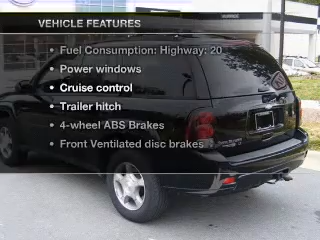 VEHICLE FEATURES
• Fuel Consumption: Highway: 20
• Power windows
• Cruise control
• Trailer hitch
• 4-wheel ABS Brakes
• Front Ventilated disc brakes